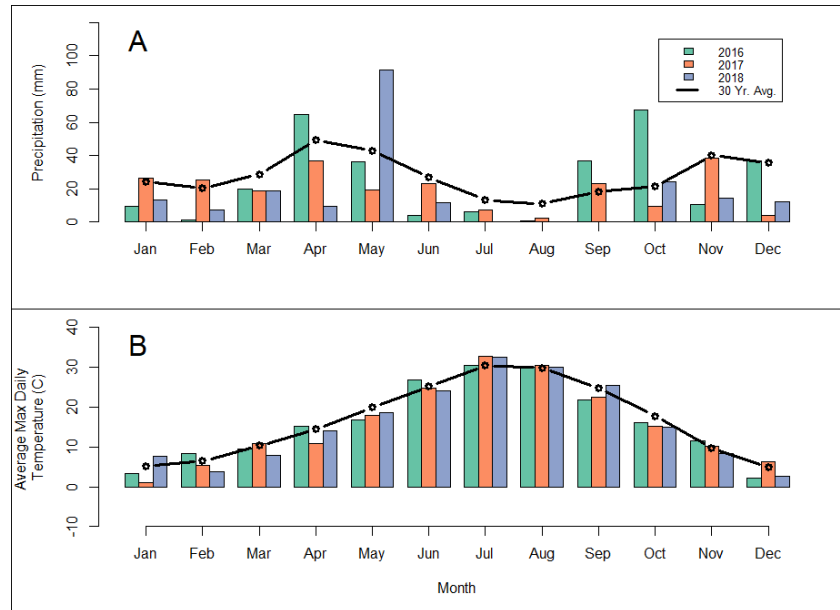 A
2016
2017
2018
30 Yr. Avg.
Precipitation (mm)
100
80
60
40
20
0
Jan Feb Mar Apr May Jun Jul Aug Sep Oct Nov Dec
B
Average Max Daily
Temperature (C)
40
30
20
10
0
-10
Jan Feb Mar Apr May Jun Jul Aug Sep Oct Nov Dec
Month